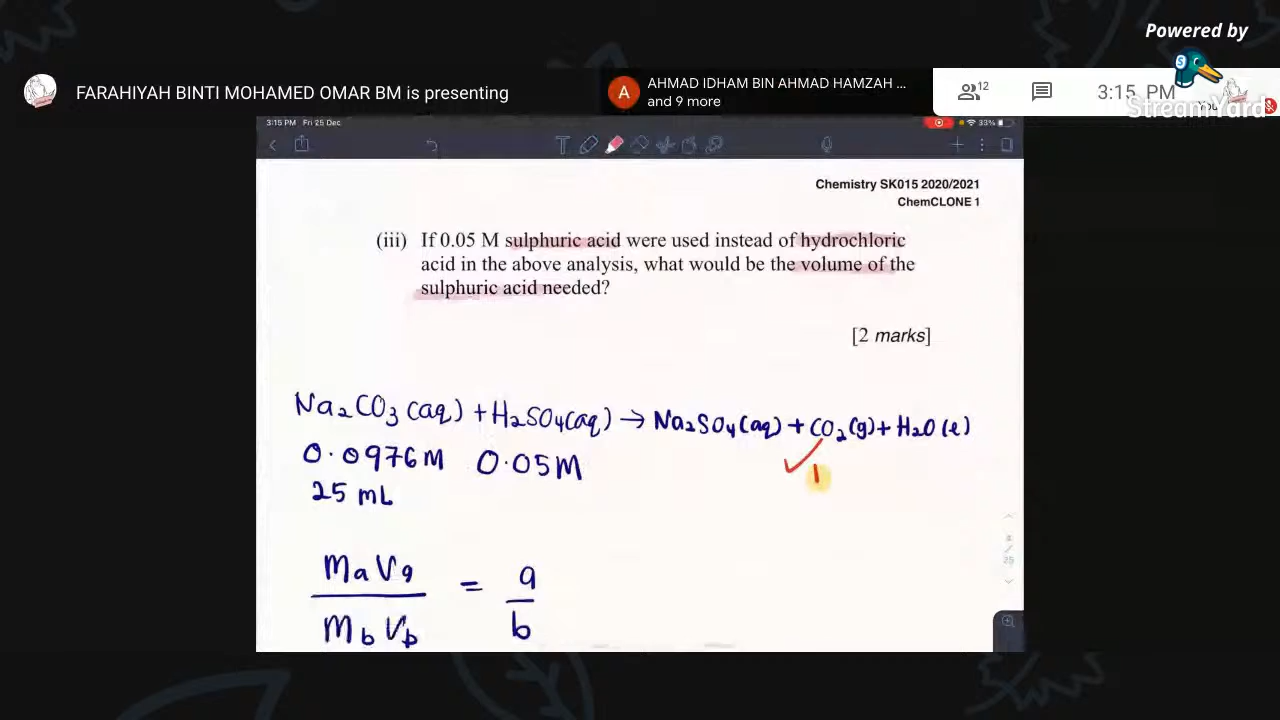 Powered by
FARAHIYAH BINTI MOHAMED OMAR BM is presenting
A
AHMAD IDHAM BIN AHMAD HAMZAH ...
and 9 more
12
3:15 PM
StreamYard
3:15 PM Fri 25 Dec
33%
Chemistry SK015 2020/2021
ChemCLONE 1
(iii) If 0.05 M sulphuric acid were used instead of hydrochloric
acid in the above analysis, what would be the volume of the
sulphuric acid needed?
[2 marks]
Na₂CO₃(aq) + H₂SO₄(aq) → Na₂SO₄(aq) + CO₂(g) + H₂O(l)
0.0976M 0.05M
✓ 1
25 mL
MaVa = a
MbVb b
4
/
25